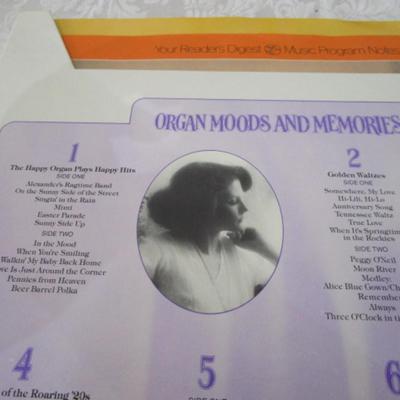 Your Reader's Digest Music Program Notes
ORGAN MOODS AND MEMORIES
1
The Happy Organ Plays Happy Hits
SIDE ONE
Alexander's Ragtime Band
On the Sunny Side of the Street
Singin' in the Rain
Mimi
Easter Parade
Sunny Side Up
SIDE TWO
In the Mood
When You're Smiling
Walkin' My Baby Back Home
Is Just Around the Corner
Pennies from Heaven
Beer Barrel Polka
2
Golden Waltzes
SIDE ONE
Somewhere, My Love
Hi-Lili, Hi-Lo
Anniversary Song
Tennessee Waltz
True Love
When It's Springtime
in the Rockies
SIDE TWO
Peggy O'Neil
Moon River
Medley:
Alice Blue Gown/
Remember
Always
Three O'Clock in
4
of the Roaring '20s
5
6